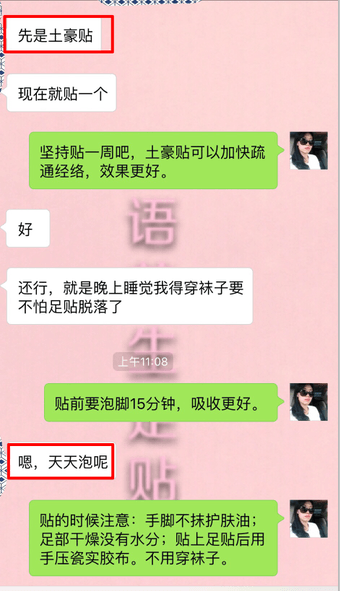 先是土豪贴
现在就贴一个
坚持贴一周吧，土豪贴可以加快疏
通经络，效果更好。
语
好
还行，就是晚上睡觉我得穿袜子要
不怕足贴脱落了
生
上午11:08
贴前要泡脚15分钟，吸收更好。
足
嗯，天天泡呢
贴
贴的时候注意：手脚不抹护肤油；
足部干燥没有水分；贴上足贴后用
手压瓷实胶布。不用穿袜子。